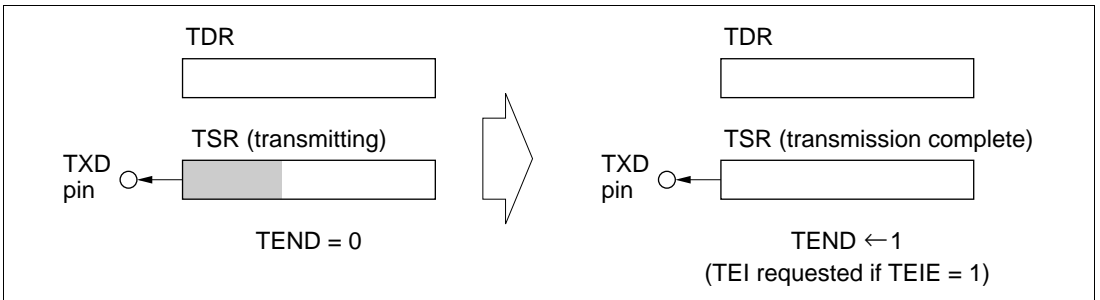 TDR
TSR (transmitting)
TXD
pin
TEND = 0
TDR
TSR (transmission complete)
TXD
pin
TEND ← 1
(TEI requested if TEIE = 1)